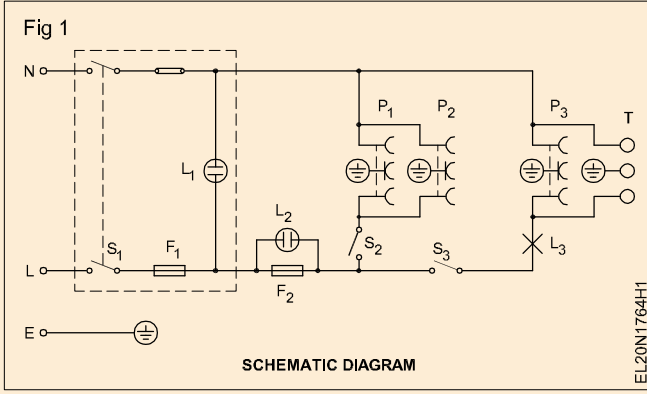 Fig 1
N
P1 P2 P3 T
L1
L2
S1 F1 S2 S3 L3
L
F2
E
SCHEMATIC DIAGRAM
EL20N1764H1